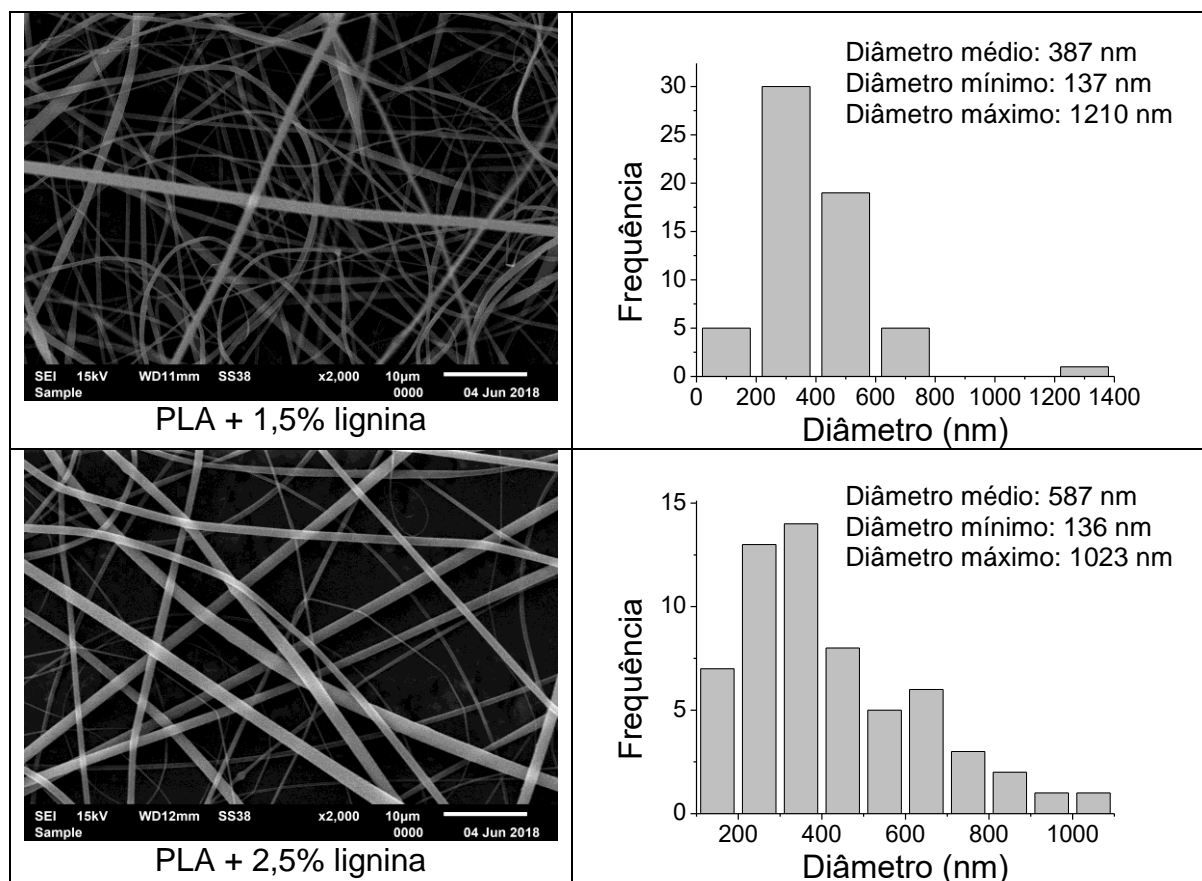 SEI 15kV WD11mm SS38 x2,000 10µm
Sample 0000 04 Jun 2018
PLA + 1,5% lignina
Diâmetro médio: 387 nm
Diâmetro mínimo: 137 nm
Diâmetro máximo: 1210 nm
Frequência
30
25
20
15
10
5
0
0 200 400 600 800 1000 1200 1400
Diâmetro (nm)
SEI 15kV WD12mm SS38 x2,000 10µm
Sample 0000 04 Jun 2018
PLA + 2,5% lignina
Diâmetro médio: 587 nm
Diâmetro mínimo: 136 nm
Diâmetro máximo: 1023 nm
Frequência
15
10
5
0
200 400 600 800 1000
Diâmetro (nm)